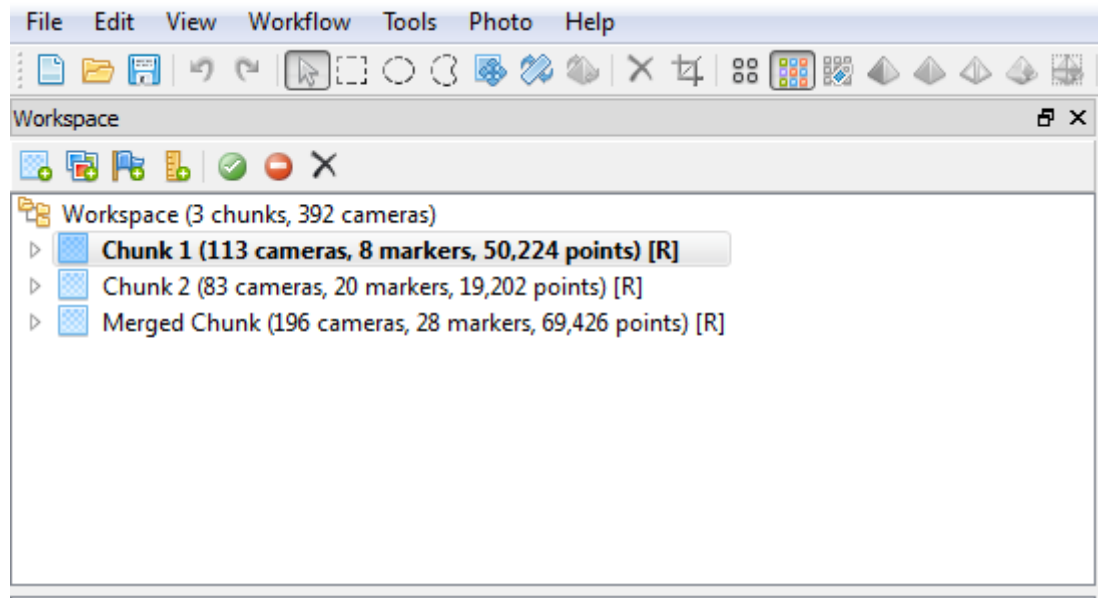 File Edit View Workflow Tools Photo Help
Workspace
Workspace (3 chunks, 392 cameras)
Chunk 1 (113 cameras, 8 markers, 50,224 points) [R]
Chunk 2 (83 cameras, 20 markers, 19,202 points) [R]
Merged Chunk (196 cameras, 28 markers, 69,426 points) [R]